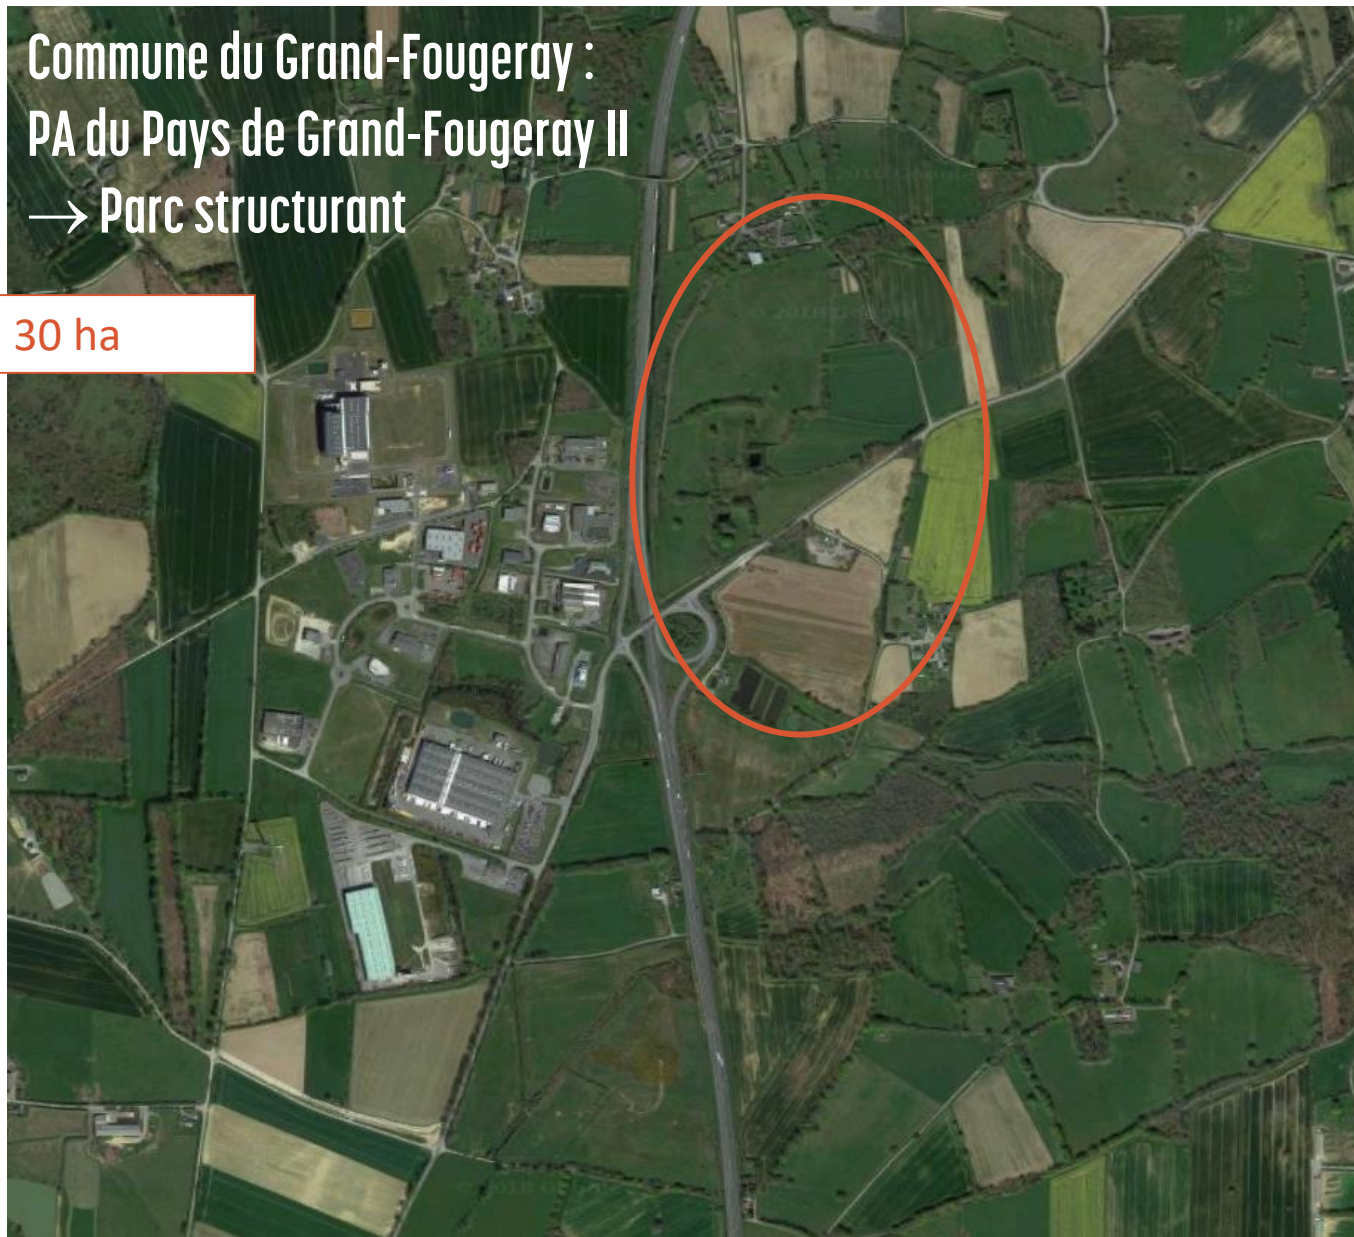 Commune du Grand-Fougeray :
PA du Pays de Grand-Fougeray II
→ Parc structurant
30 ha